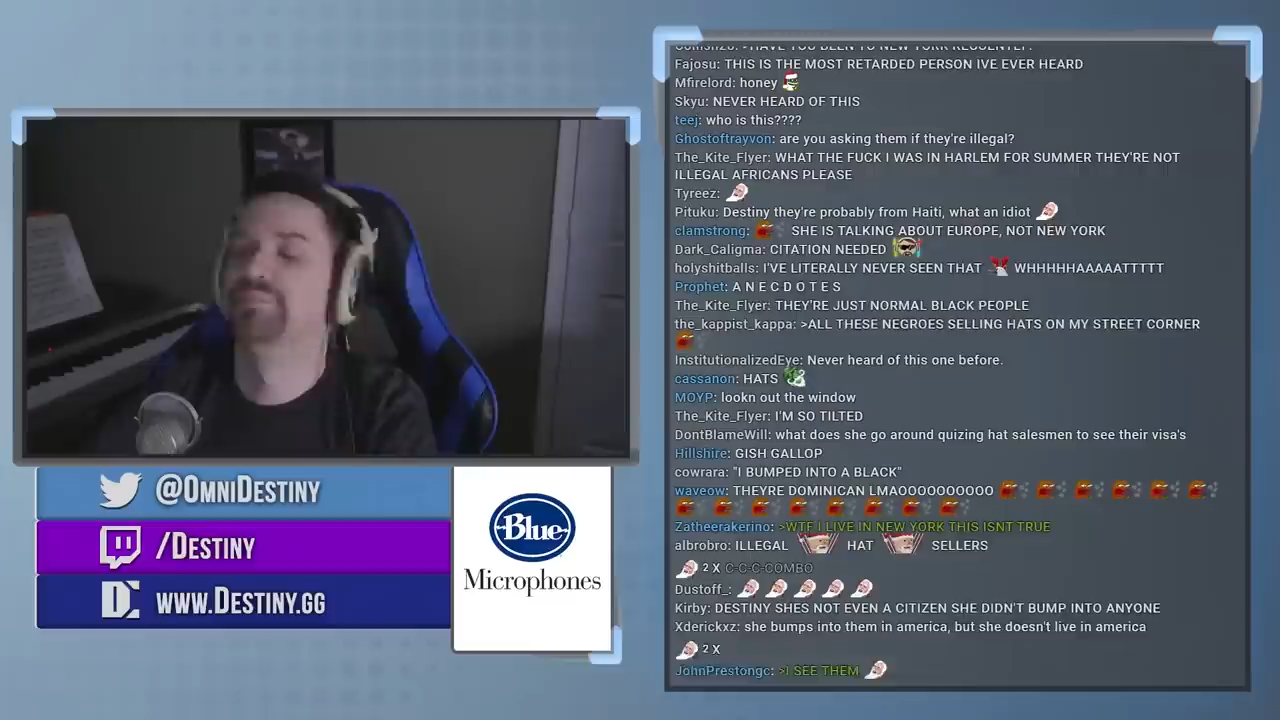 Fajosu: THIS IS THE MOST RETARDED PERSON IVE EVER HEARD
Mfirelord: honey
Skyu: NEVER HEARD OF THIS
teej: who is this????
Ghostoftrayvon: are you asking them if they're illegal?
The_Kite_Flyer: WHAT THE FUCK I WAS IN HARLEM FOR SUMMER THEY'RE NOT
ILLEGAL AFRICANS PLEASE
Tyreez:
Pituku: Destiny they're probably from Haiti, what an idiot
clamstrong: SHE IS TALKING ABOUT EUROPE, NOT NEW YORK
Dark_Caligma: CITATION NEEDED
holyshitballs: I'VE LITERALLY NEVER SEEN THAT WHHHHHAAAAATTTTT
Prophet: A N E C D O T E S
The_Kite_Flyer: THEY'RE JUST NORMAL BLACK PEOPLE
the_kappist_kappa: >ALL THESE NEGROES SELLING HATS ON MY STREET CORNER
InstitutionalizedEye: Never heard of this one before.
cassanon: HATS
MOYP: lookn out the window
The_Kite_Flyer: I'M SO TILTED
DontBlameWill: what does she go around quizing hat salesmen to see their visa's
Hillshire: GISH GALLOP
cowrara: "I BUMPED INTO A BLACK"
waveow: THEYRE DOMINICAN LMAOOOOOOOOOO
Zatheerakerino: >WTF I LIVE IN NEW YORK THIS ISNT TRUE
albrobro: ILLEGAL HAT SELLERS
2 X C-C-C-COMBO
Dustoff_:
Kirby: DESTINY SHES NOT EVEN A CITIZEN SHE DIDN'T BUMP INTO ANYONE
Xderickxz: she bumps into them in america, but she doesn't live in america
2 X
JohnPrestongc: >I SEE THEM
@OmniDestiny
/Destiny
www.Destiny.gg
Blue
Microphones